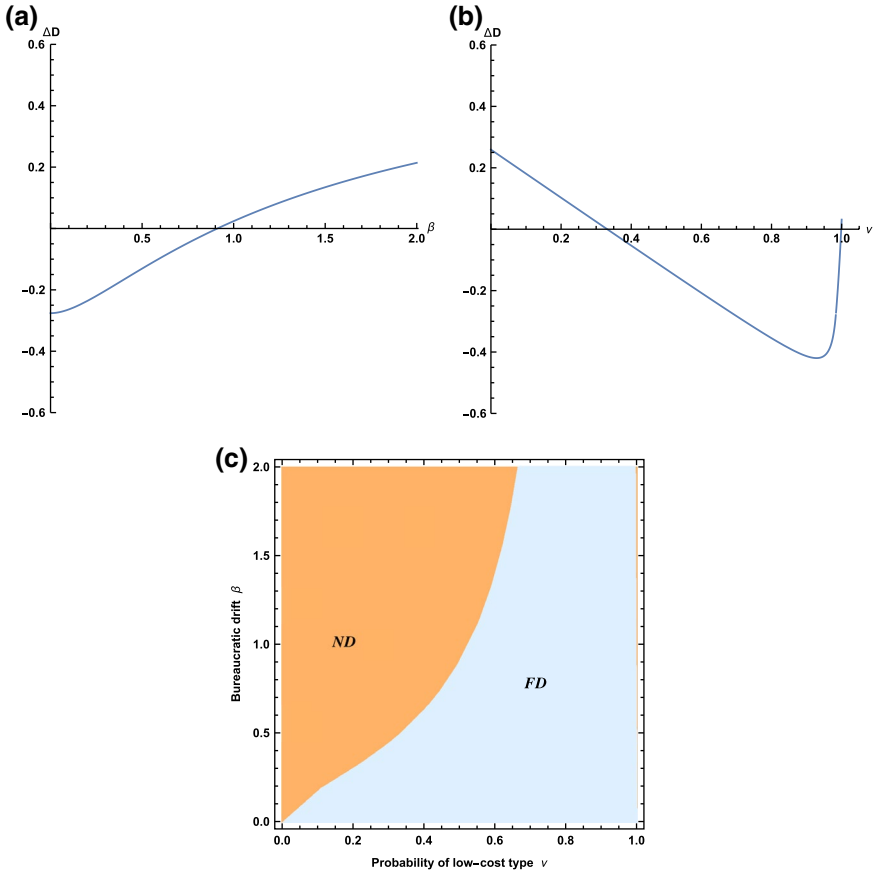 (a)
ΔD
0.6
0.4
0.2
0.5 1.0 1.5 2.0 β
−0.2
−0.4
−0.6
(b)
ΔD
0.6
0.4
0.2
0.2 0.4 0.6 0.8 1.0 ν
−0.2
−0.4
−0.6
(c)
2.0
1.5
1.0
0.5
0.0
Bureaucratic drift β
ND
FD
0.0 0.2 0.4 0.6 0.8 1.0
Probability of low−cost type ν